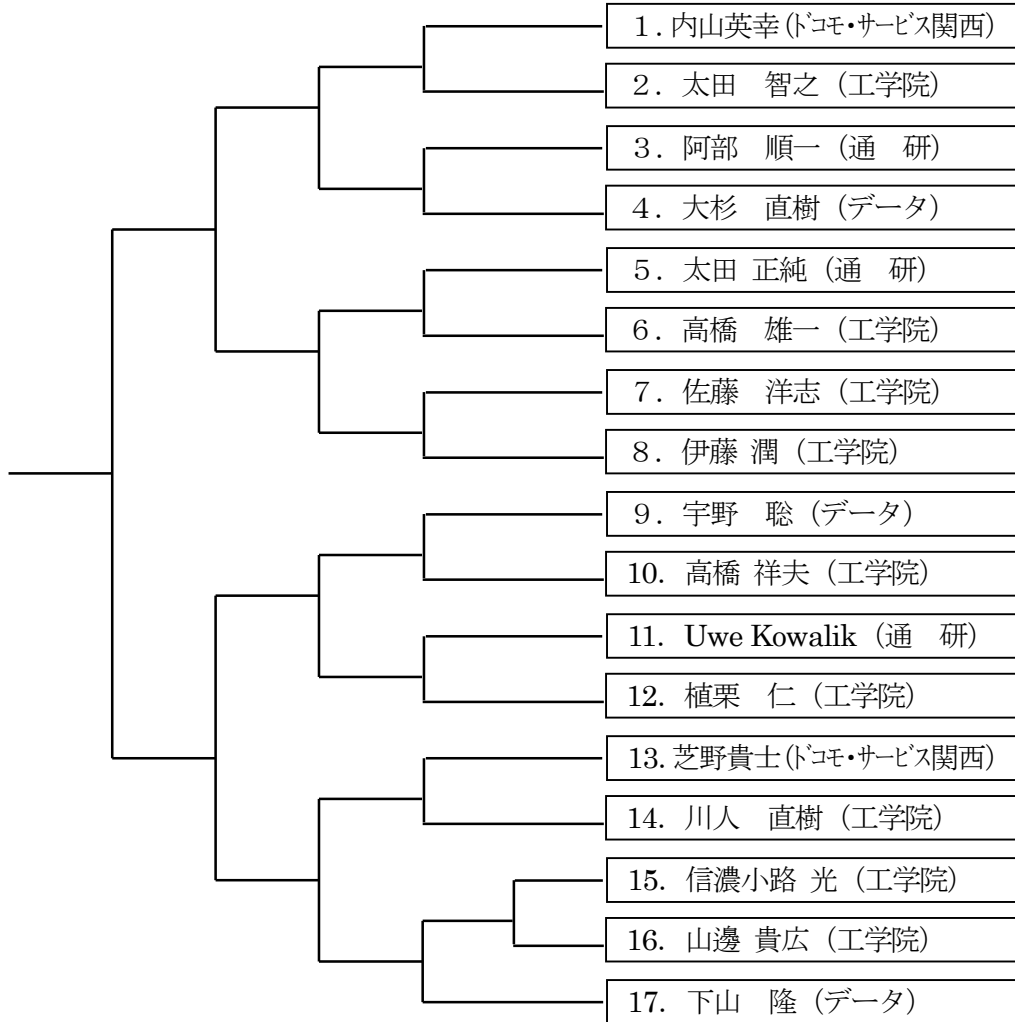 １. 内山英幸(ﾄﾞｺﾓ･ｻｰﾋﾞｽ関西)
２. 太田　智之（工学院）
３. 阿部　順一（通　研）
４. 大杉　直樹（データ）
５. 太田 正純（通　研）
６. 高橋　雄一（工学院）
７. 佐藤　洋志（工学院）
８. 伊藤 潤（工学院）
９. 宇野　聡（データ）
10. 高橋 祥夫（工学院）
11. Uwe Kowalik（通　研）
12. 植栗　仁（工学院）
13. 芝野貴士(ﾄﾞｺﾓ･ｻｰﾋﾞｽ関西)
14. 川人　直樹（工学院）
15. 信濃小路 光（工学院）
16. 山邊 貴広（工学院）
17. 下山　隆（データ）